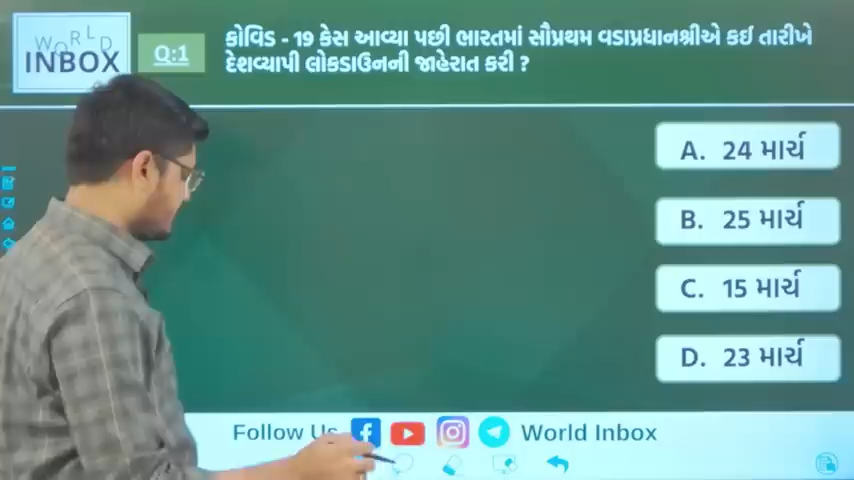 WORLD
INBOX
Q:1
કોવિડ - 19 કેસ આવ્યા પછી ભારતમાં સૌપ્રથમ વડાપ્રધાનશ્રીએ કઈ તારીખે
દેશવ્યાપી લોકડાઉનની જાહેરાત કરી ?
A. 24 માર્ચ
B. 25 માર્ચ
C. 15 માર્ચ
D. 23 માર્ચ
Follow Us World Inbox